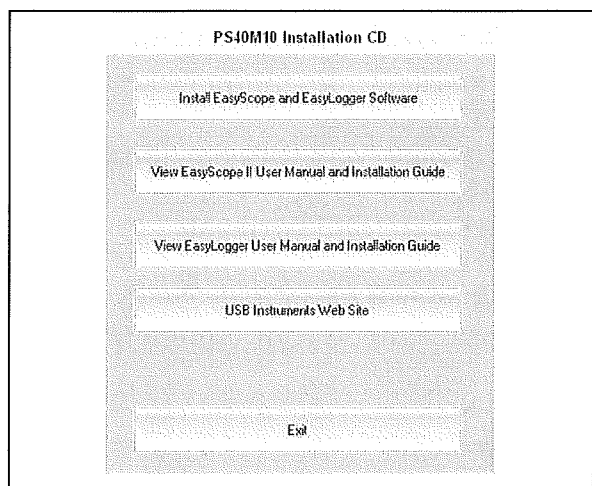 PS40M10 Installation CD
Install EasyScope and EasyLogger Software
View EasyScope II User Manual and Installation Guide
View EasyLogger User Manual and Installation Guide
USB Instruments Web Site
Exit